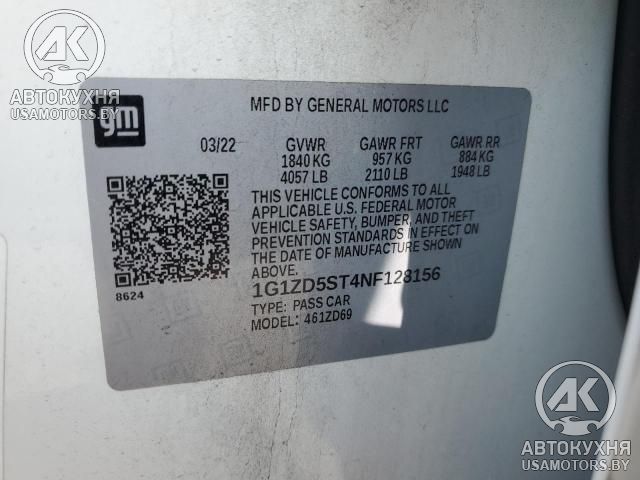 АВТОКУХНЯ
USAMOTORS.BY
gm
MFD BY GENERAL MOTORS LLC
03/22 GVWR GAWR FRT GAWR RR
1840 KG 957 KG 884 KG
4057 LB 2110 LB 1948 LB
THIS VEHICLE CONFORMS TO ALL
APPLICABLE U.S. FEDERAL MOTOR
VEHICLE SAFETY, BUMPER, AND THEFT
PREVENTION STANDARDS IN EFFECT ON
THE DATE OF MANUFACTURE SHOWN
ABOVE.
8624
1G1ZD5ST4NF128156
TYPE: PASS CAR
MODEL: 461ZD69
АК
АВТОКУХНЯ
USAMOTORS.BY